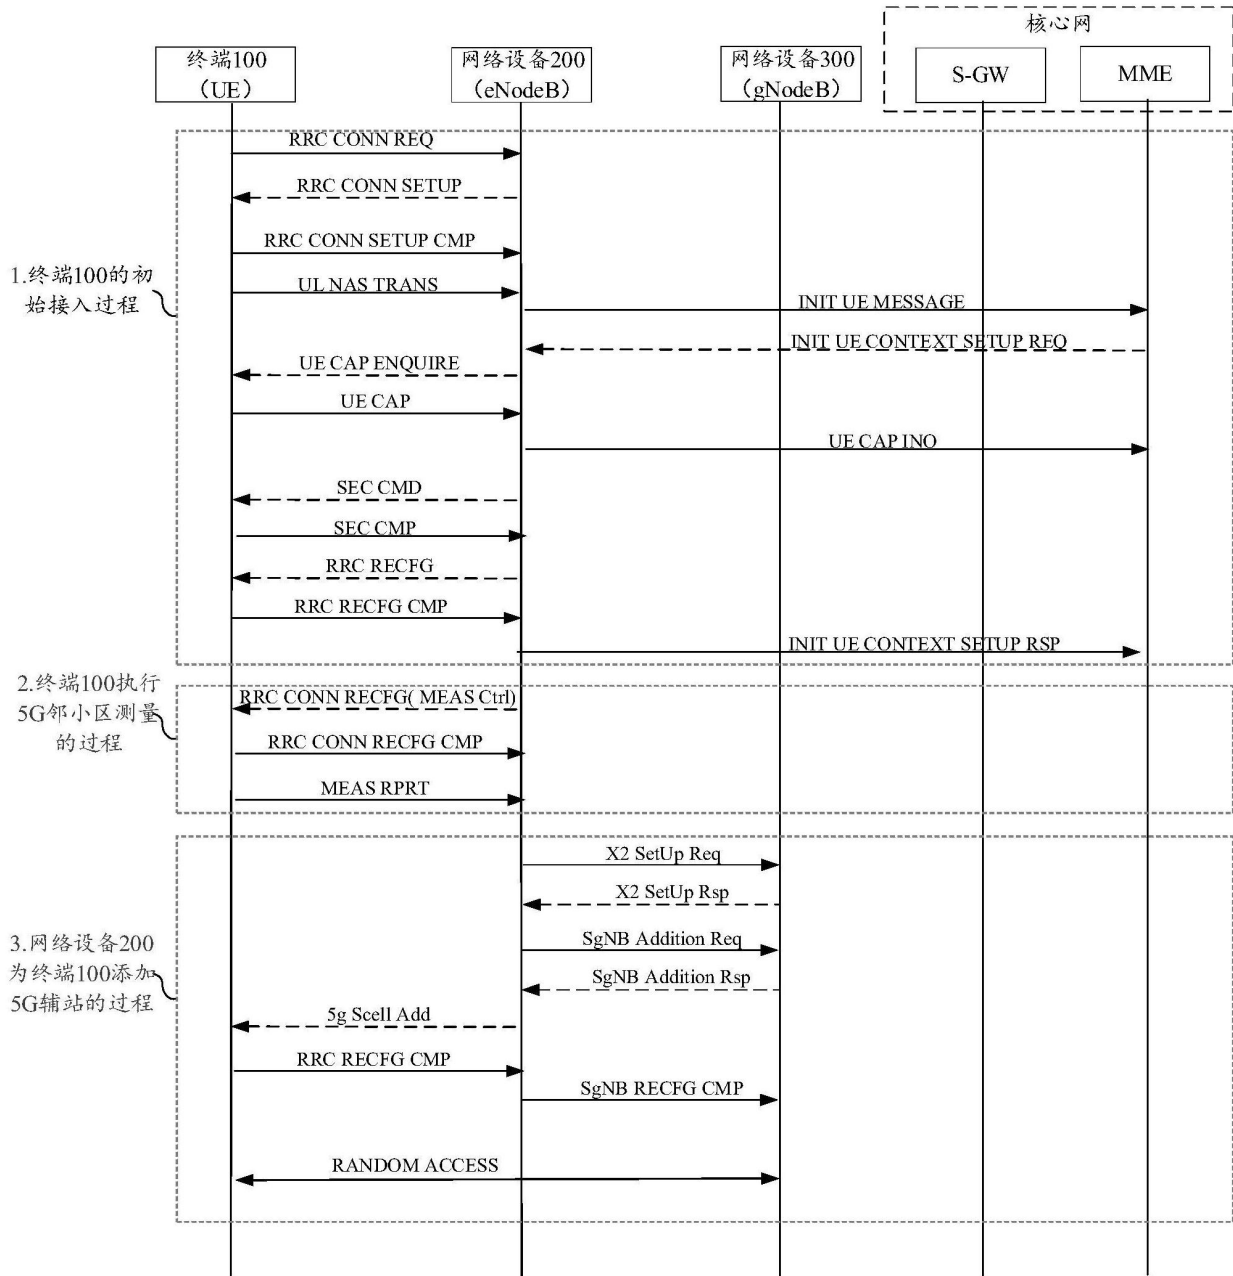 核心网
终端100
（UE）
网络设备200
（eNodeB）
网络设备300
（gNodeB）
S-GW
MME
RRC CONN REQ
RRC CONN SETUP
RRC CONN SETUP CMP
1.终端100的初
始接入过程
UL NAS TRANS
INIT UE MESSAGE
INIT UE CONTEXT SETUP REQ
UE CAP ENQUIRE
UE CAP
UE CAP INO
SEC CMD
SEC CMP
RRC RECFG
RRC RECFG CMP
INIT UE CONTEXT SETUP RSP
2.终端100执行
5G邻小区测量
的过程
RRC CONN RECFG( MEAS Ctrl)
RRC CONN RECFG CMP
MEAS RPRT
X2 SetUp Req
X2 SetUp Rsp
3.网络设备200
为终端100添加
5G辅站的过程
SgNB Addition Req
SgNB Addition Rsp
5g Scell Add
RRC RECFG CMP
SgNB RECFG CMP
RANDOM ACCESS